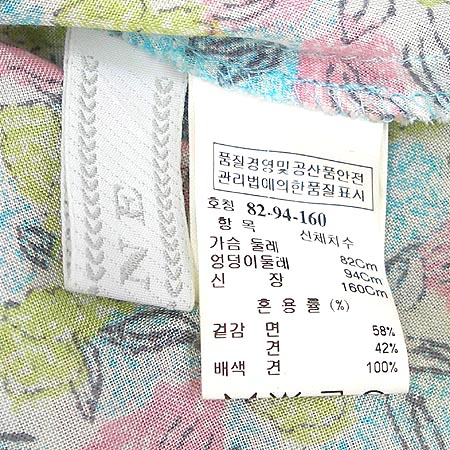 NE
품질경영및공산품안전
관리법에의한품질표시
호칭 82-94-160
항 목 신체치수
가슴 둘레 82Cm
엉덩이둘레 94Cm
신 장 160Cm
혼 용 률 (%)
겉감 면 58%
견 42%
배색 견 100%